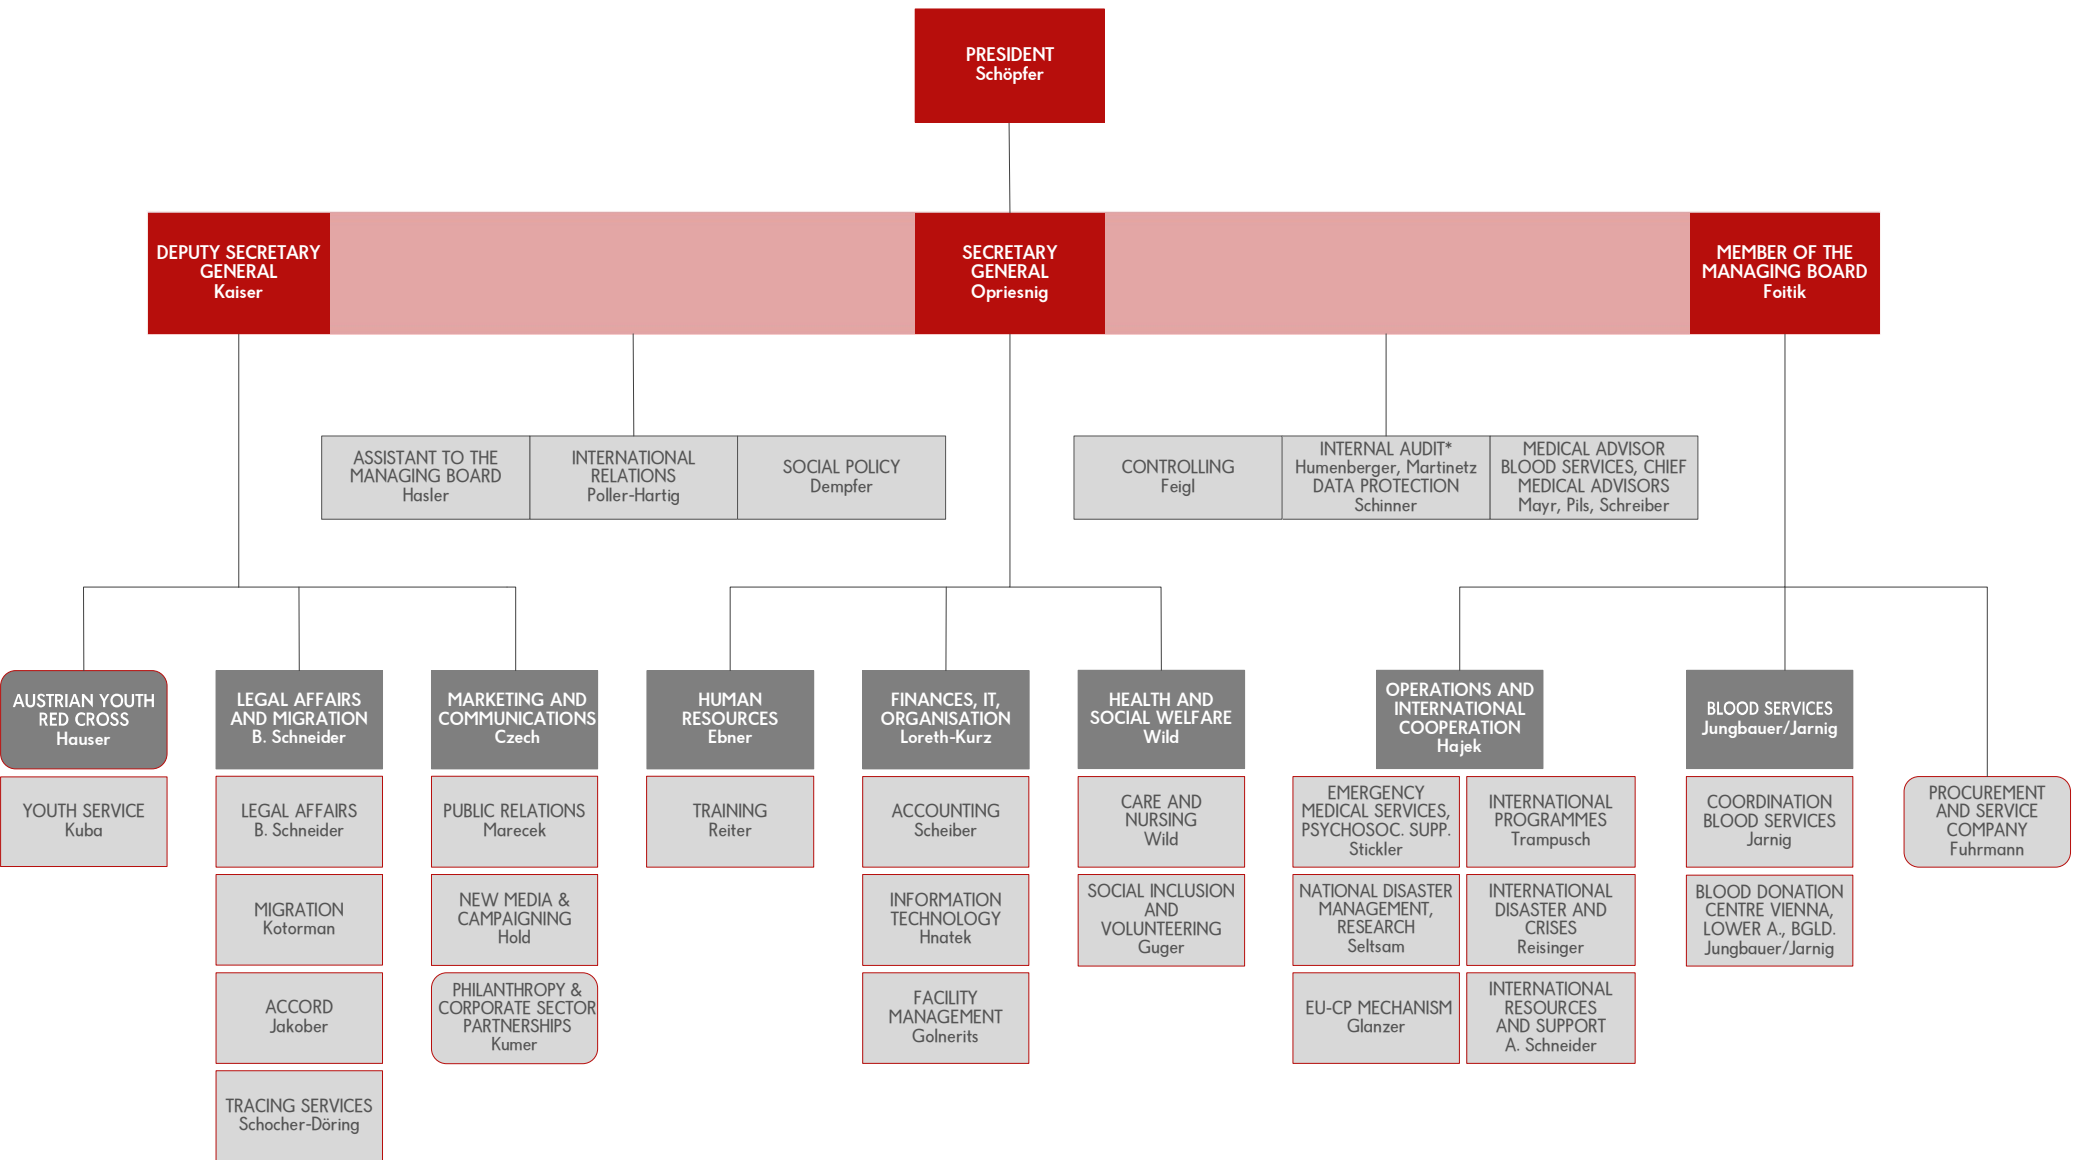 PRESIDENT
Schöpfer
DEPUTY SECRETARY
GENERAL
Kaiser
SECRETARY
GENERAL
Opriesnig
MEMBER OF THE
MANAGING BOARD
Foitik
ASSISTANT TO THE
MANAGING BOARD
Hasler
INTERNATIONAL
RELATIONS
Poller-Hartig
SOCIAL POLICY
Dempfer
CONTROLLING
Feigl
INTERNAL AUDIT*
Humenberger, Martinetz
DATA PROTECTION
Schinner
MEDICAL ADVISOR
BLOOD SERVICES, CHIEF
MEDICAL ADVISORS
Mayr, Pils, Schreiber
AUSTRIAN YOUTH
RED CROSS
Hauser
YOUTH SERVICE
Kuba
LEGAL AFFAIRS
AND MIGRATION
B. Schneider
LEGAL AFFAIRS
B. Schneider
MIGRATION
Kotorman
ACCORD
Jakober
TRACING SERVICES
Schocher-Döring
MARKETING AND
COMMUNICATIONS
Czech
PUBLIC RELATIONS
Marecek
NEW MEDIA &
CAMPAIGNING
Hold
PHILANTHROPY &
CORPORATE SECTOR
PARTNERSHIPS
Kumer
HUMAN
RESOURCES
Ebner
TRAINING
Reiter
FINANCES, IT,
ORGANISATION
Loreth-Kurz
ACCOUNTING
Scheiber
INFORMATION
TECHNOLOGY
Hnatek
FACILITY
MANAGEMENT
Golnerits
HEALTH AND
SOCIAL WELFARE
Wild
CARE AND
NURSING
Wild
SOCIAL INCLUSION
AND
VOLUNTEERING
Guger
OPERATIONS AND
INTERNATIONAL
COOPERATION
Hajek
EMERGENCY
MEDICAL SERVICES,
PSYCHOSOC. SUPP.
Stickler
NATIONAL DISASTER
MANAGEMENT,
RESEARCH
Seltsam
EU-CP MECHANISM
Glanzer
INTERNATIONAL
PROGRAMMES
Trampusch
INTERNATIONAL
DISASTER AND
CRISES
Reisinger
INTERNATIONAL
RESOURCES
AND SUPPORT
A. Schneider
BLOOD SERVICES
Jungbauer/Jarnig
COORDINATION
BLOOD SERVICES
Jarnig
BLOOD DONATION
CENTRE VIENNA,
LOWER A., BGLD.
Jungbauer/Jarnig
PROCUREMENT
AND SERVICE
COMPANY
Fuhrmann